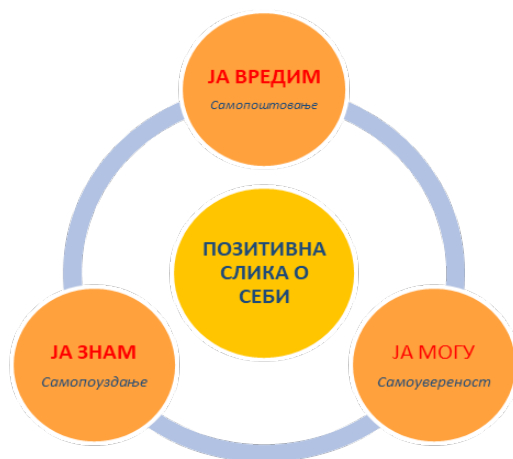 ЈА ВРЕДИМ
Самопоштовање
ПОЗИТИВНА
СЛИКА О
СЕБИ
ЈА ЗНАМ
Самопоуздање
ЈА МОГУ
Самоувереност